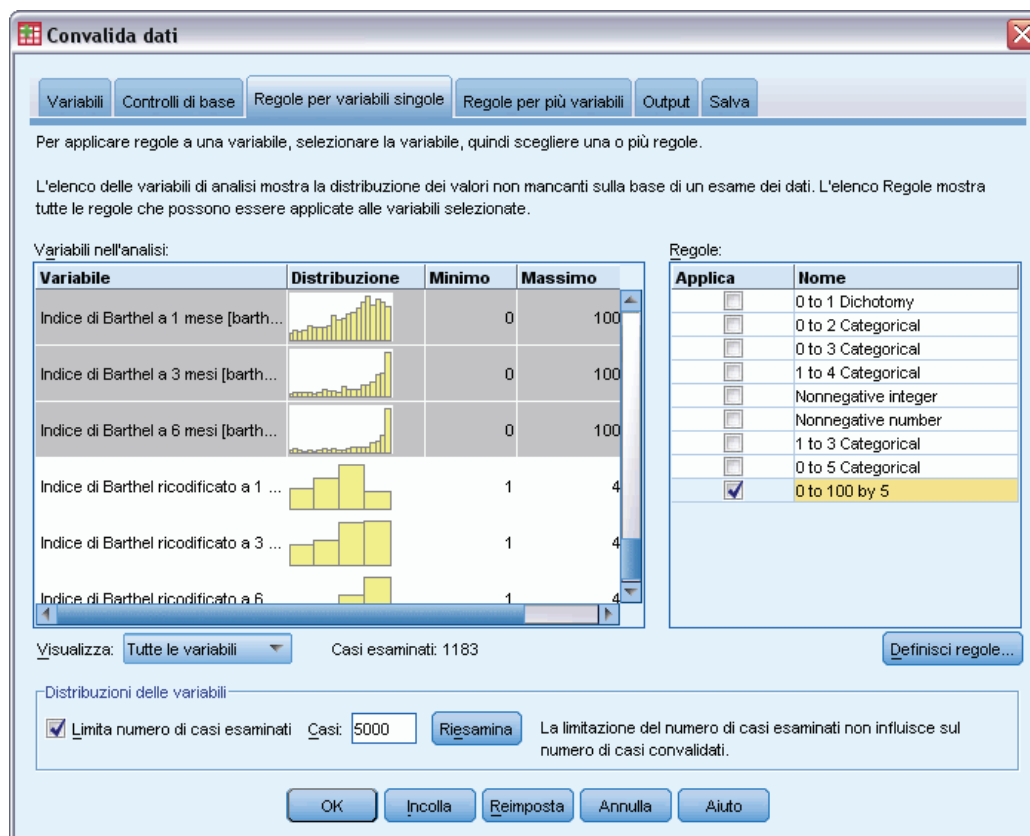 Convalida dati
Variabili Controlli di base Regole per variabili singole Regole per più variabili Output Salva
Per applicare regole a una variabile, selezionare la variabile, quindi scegliere una o più regole.
L'elenco delle variabili di analisi mostra la distribuzione dei valori non mancanti sulla base di un esame dei dati. L'elenco Regole mostra
tutte le regole che possono essere applicate alle variabili selezionate.
Variabili nell'analisi:
Variabile Distribuzione Minimo Massimo
Indice di Barthel a 1 mese [barth... 0 100
Indice di Barthel a 3 mesi [barth... 0 100
Indice di Barthel a 6 mesi [barth... 0 100
Indice di Barthel ricodificato a 1 ... 1 4
Indice di Barthel ricodificato a 3 ... 1 4
Indice di Barthel ricodificato a 6 1 4
Regole:
Applica Nome
0 to 1 Dichotomy
0 to 2 Categorical
0 to 3 Categorical
1 to 4 Categorical
Nonnegative integer
Nonnegative number
1 to 3 Categorical
0 to 5 Categorical
0 to 100 by 5
Visualizza: Tutte le variabili Casi esaminati: 1183 Definisci regole...
Distribuzioni delle variabili
Limita numero di casi esaminati Casi: 5000 Riesamina
La limitazione del numero di casi esaminati non influisce sul
numero di casi convalidati.
OK Incolla Reimposta Annulla Aiuto